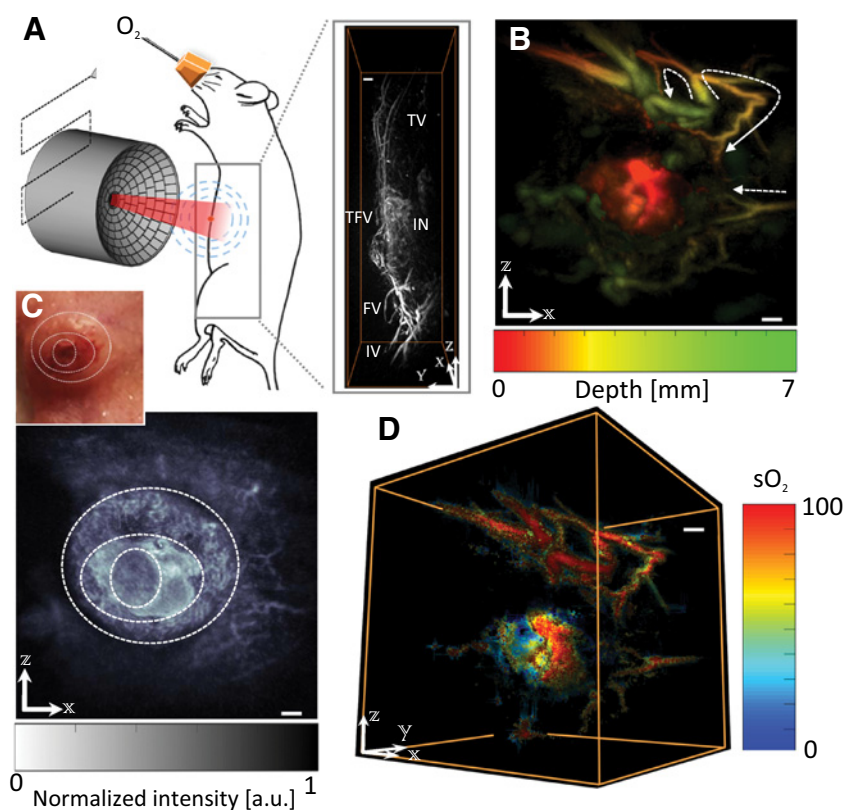 A
O2
TV
TFV
IN
FV
IV
Z
X
Y
B
z
x
0
Depth [mm]
7
C
z
x
0
Normalized intensity [a.u.]
1
D
z
y
x
sO2
100
0